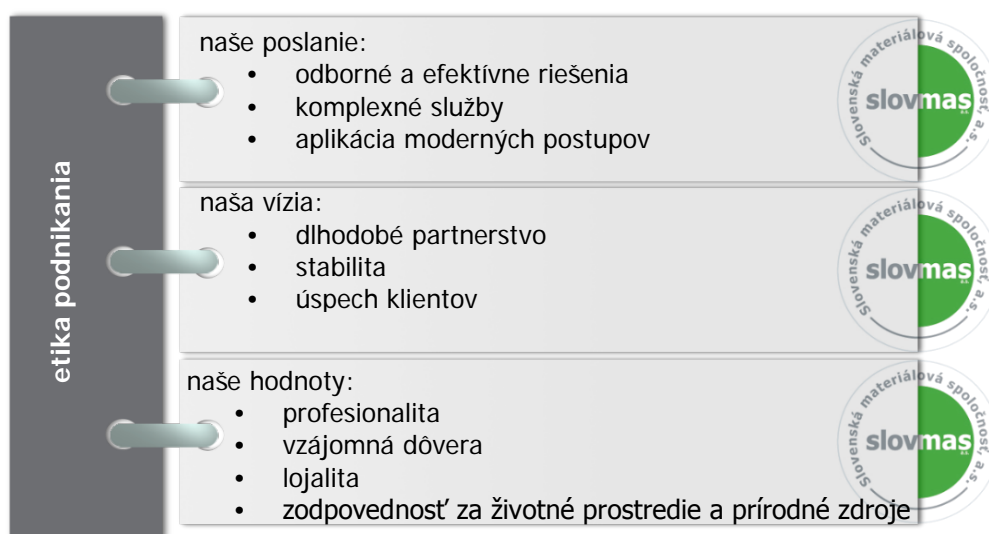 etika podnikania
naše poslanie:
• odborné a efektívne riešenia
• komplexné služby
• aplikácia moderných postupov
Slovenská materiálová spoločnosť, a.s.
slovmas
a.s.
naša vízia:
• dlhodobé partnerstvo
• stabilita
• úspech klientov
Slovenská materiálová spoločnosť, a.s.
slovmas
a.s.
naše hodnoty:
• profesionalita
• vzájomná dôvera
• lojalita
• zodpovednosť za životné prostredie a prírodné zdroje
Slovenská materiálová spoločnosť, a.s.
slovmas
a.s.